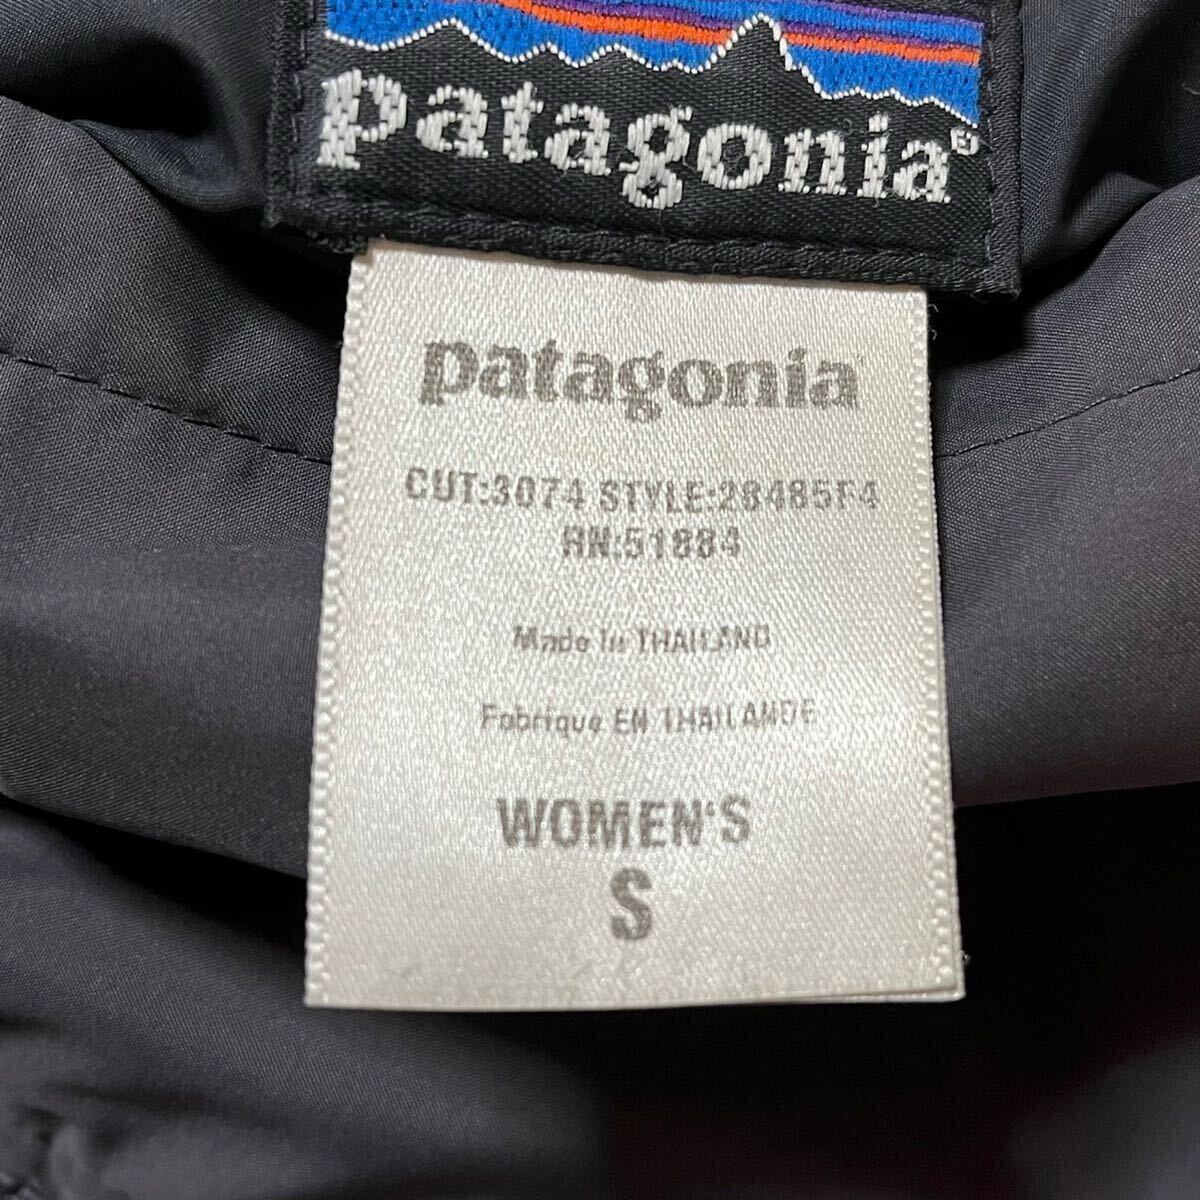 patagonia®
patagonia
CUT:3074 STYLE:28485F4
RN:51884
Made in THAILAND
Fabrique EN THAILANDE
WOMEN'S
S